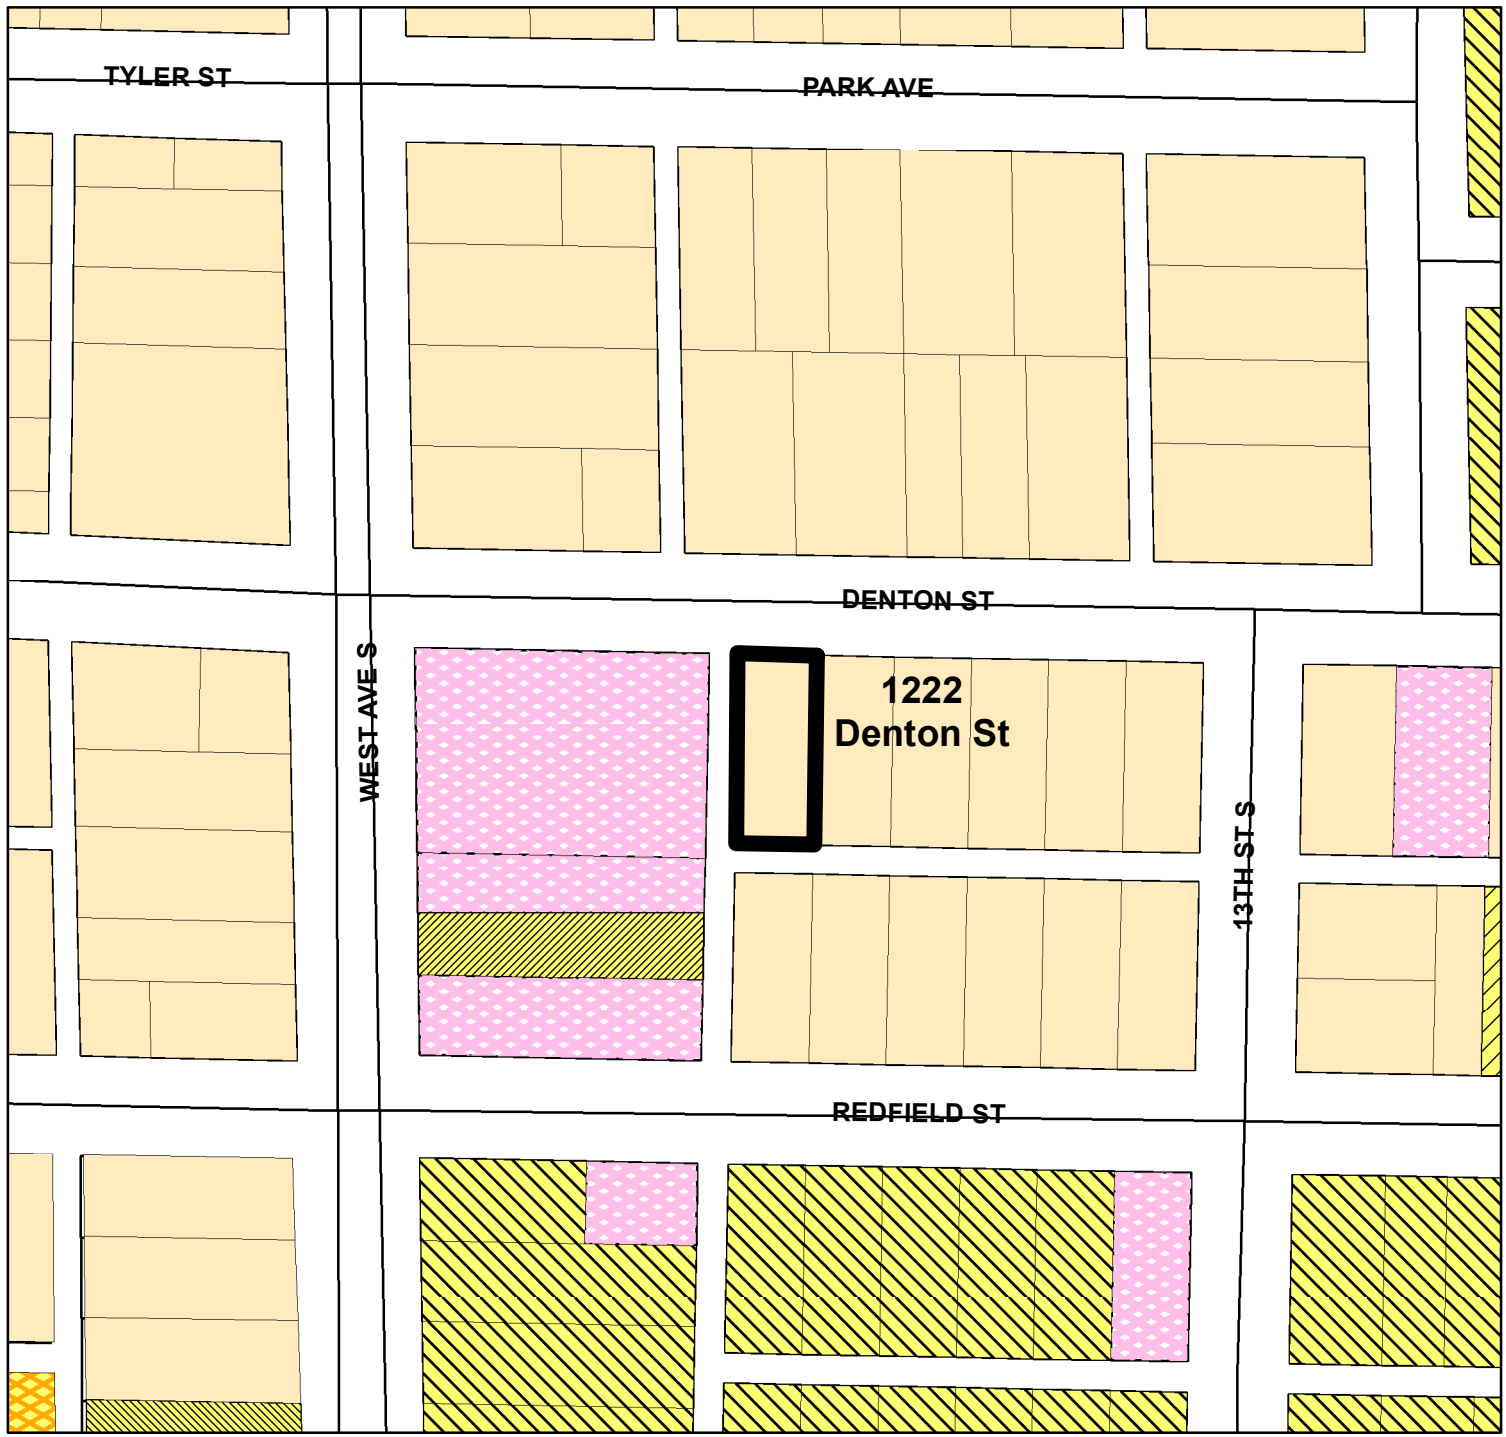 TYLER ST
PARK AVE
DENTON ST
WEST AVE S
1222
Denton St
13TH ST S
REDFIELD ST